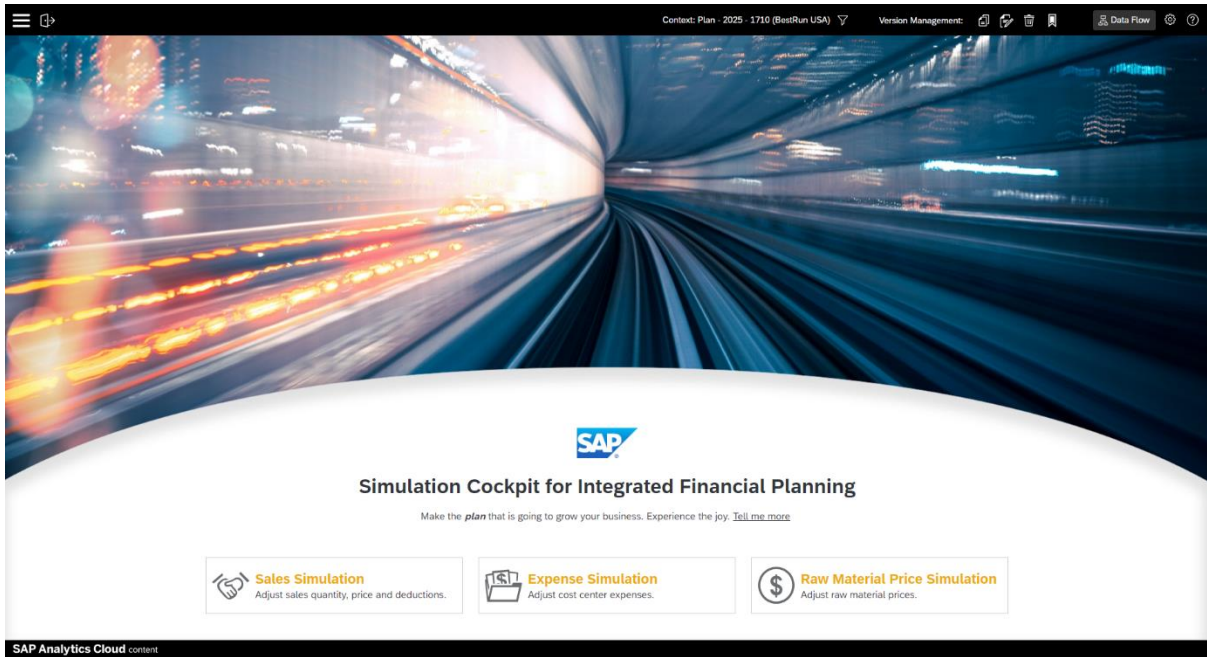 Context: Plan - 2025 - 1710 (BestRun USA) Version Management: Data Flow
SAP
Simulation Cockpit for Integrated Financial Planning
Make the plan that is going to grow your business. Experience the joy. Tell me more
Sales Simulation
Adjust sales quantity, price and deductions.
Expense Simulation
Adjust cost center expenses.
Raw Material Price Simulation
Adjust raw material prices.
SAP Analytics Cloud content